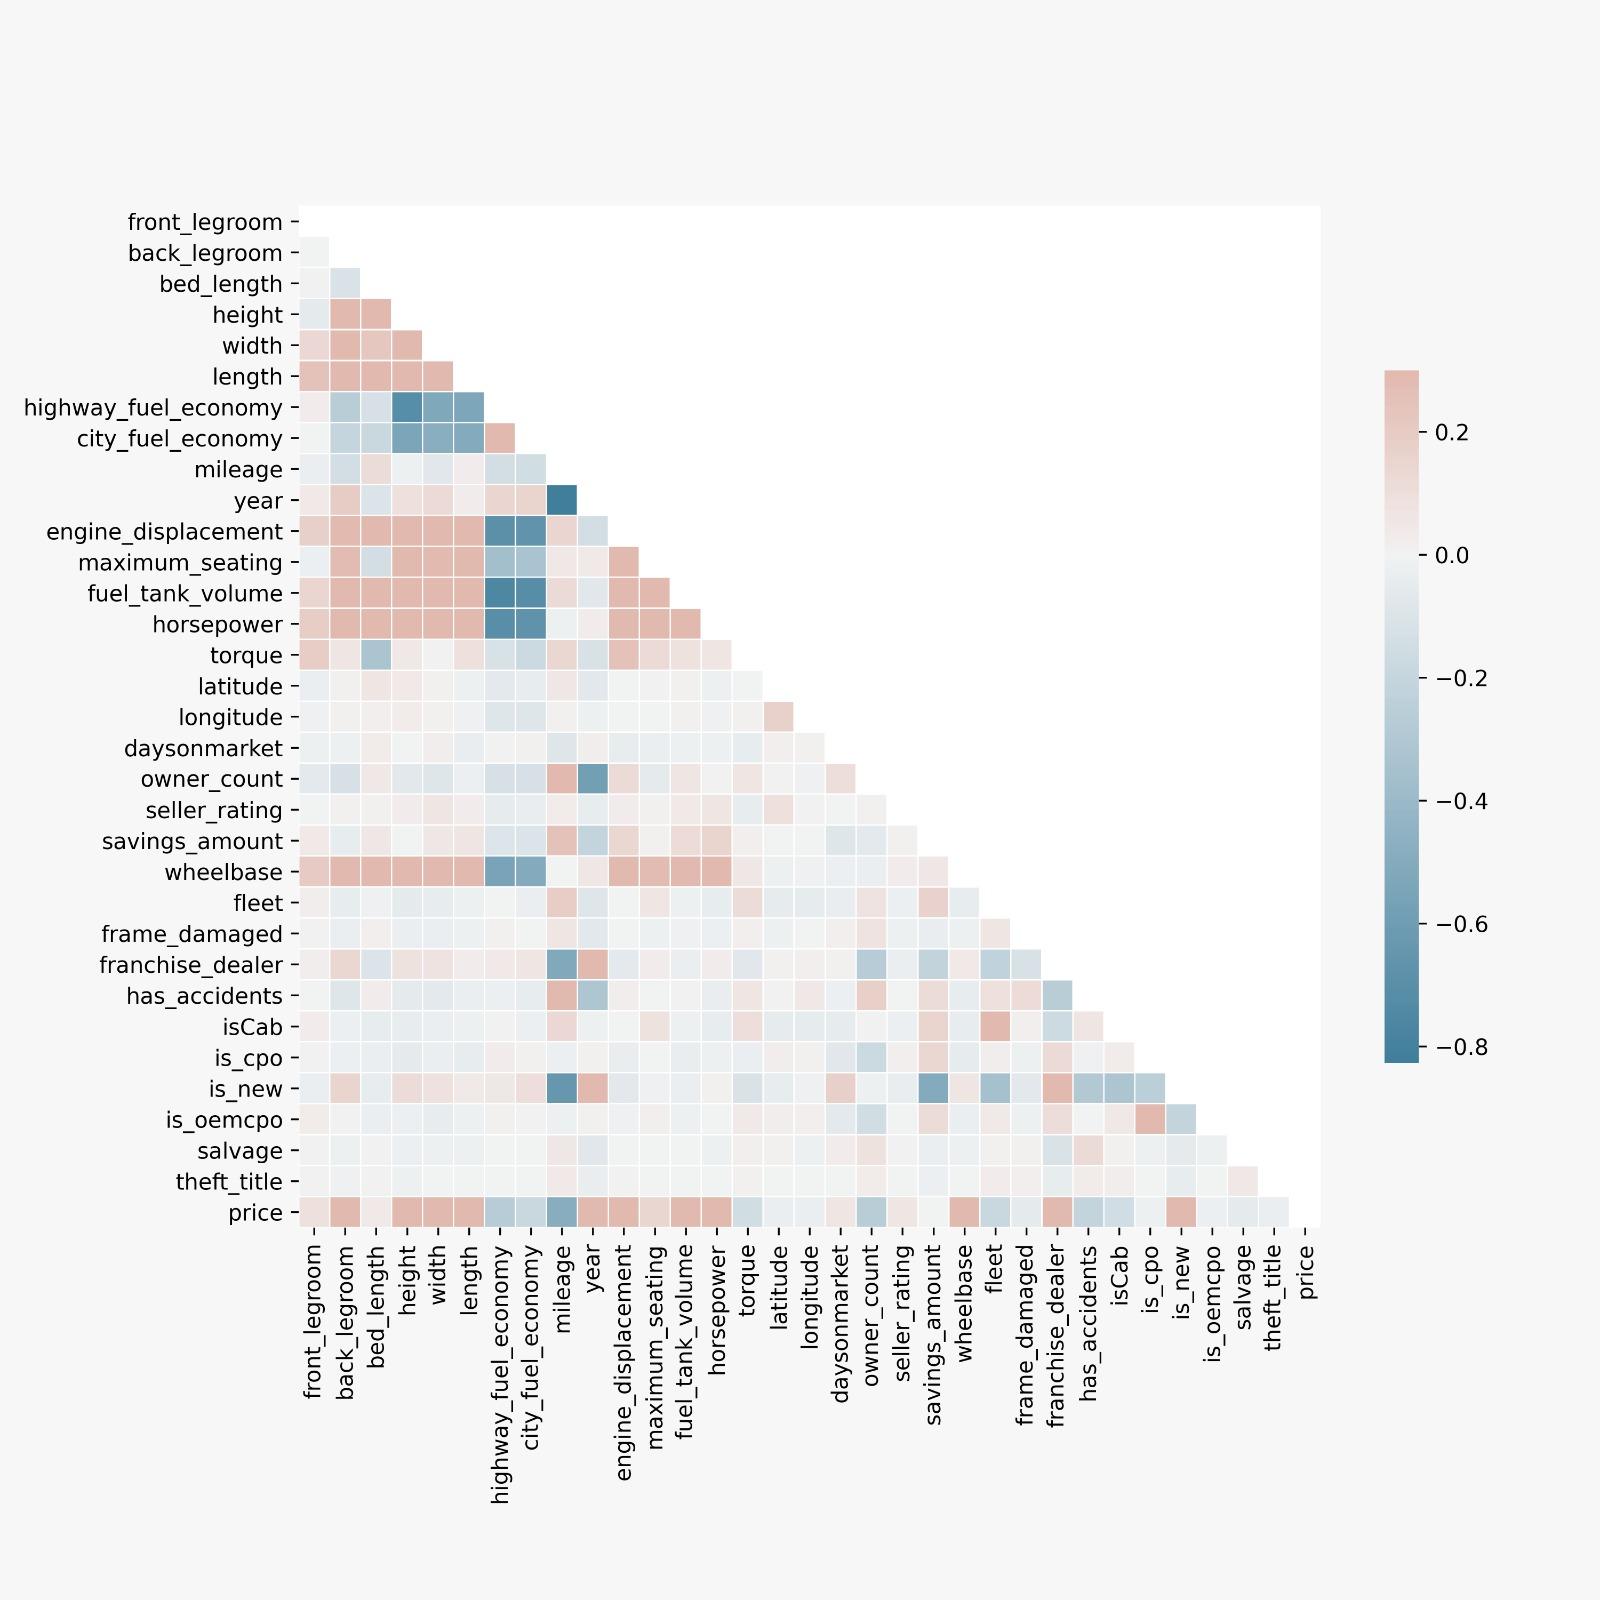 front_legroom
back_legroom
bed_length
height
width
length
highway_fuel_economy
city_fuel_economy
mileage
year
engine_displacement
maximum_seating
fuel_tank_volume
horsepower
torque
latitude
longitude
daysonmarket
owner_count
seller_rating
savings_amount
wheelbase
fleet
frame_damaged
franchise_dealer
has_accidents
isCab
is_cpo
is_new
is_oemcpo
salvage
theft_title
price
front_legroom
back_legroom
bed_length
height
width
length
highway_fuel_economy
city_fuel_economy
mileage
year
engine_displacement
maximum_seating
fuel_tank_volume
horsepower
torque
latitude
longitude
daysonmarket
owner_count
seller_rating
savings_amount
wheelbase
fleet
frame_damaged
franchise_dealer
has_accidents
isCab
is_cpo
is_new
is_oemcpo
salvage
theft_title
price
0.2
0.0
−0.2
−0.4
−0.6
−0.8